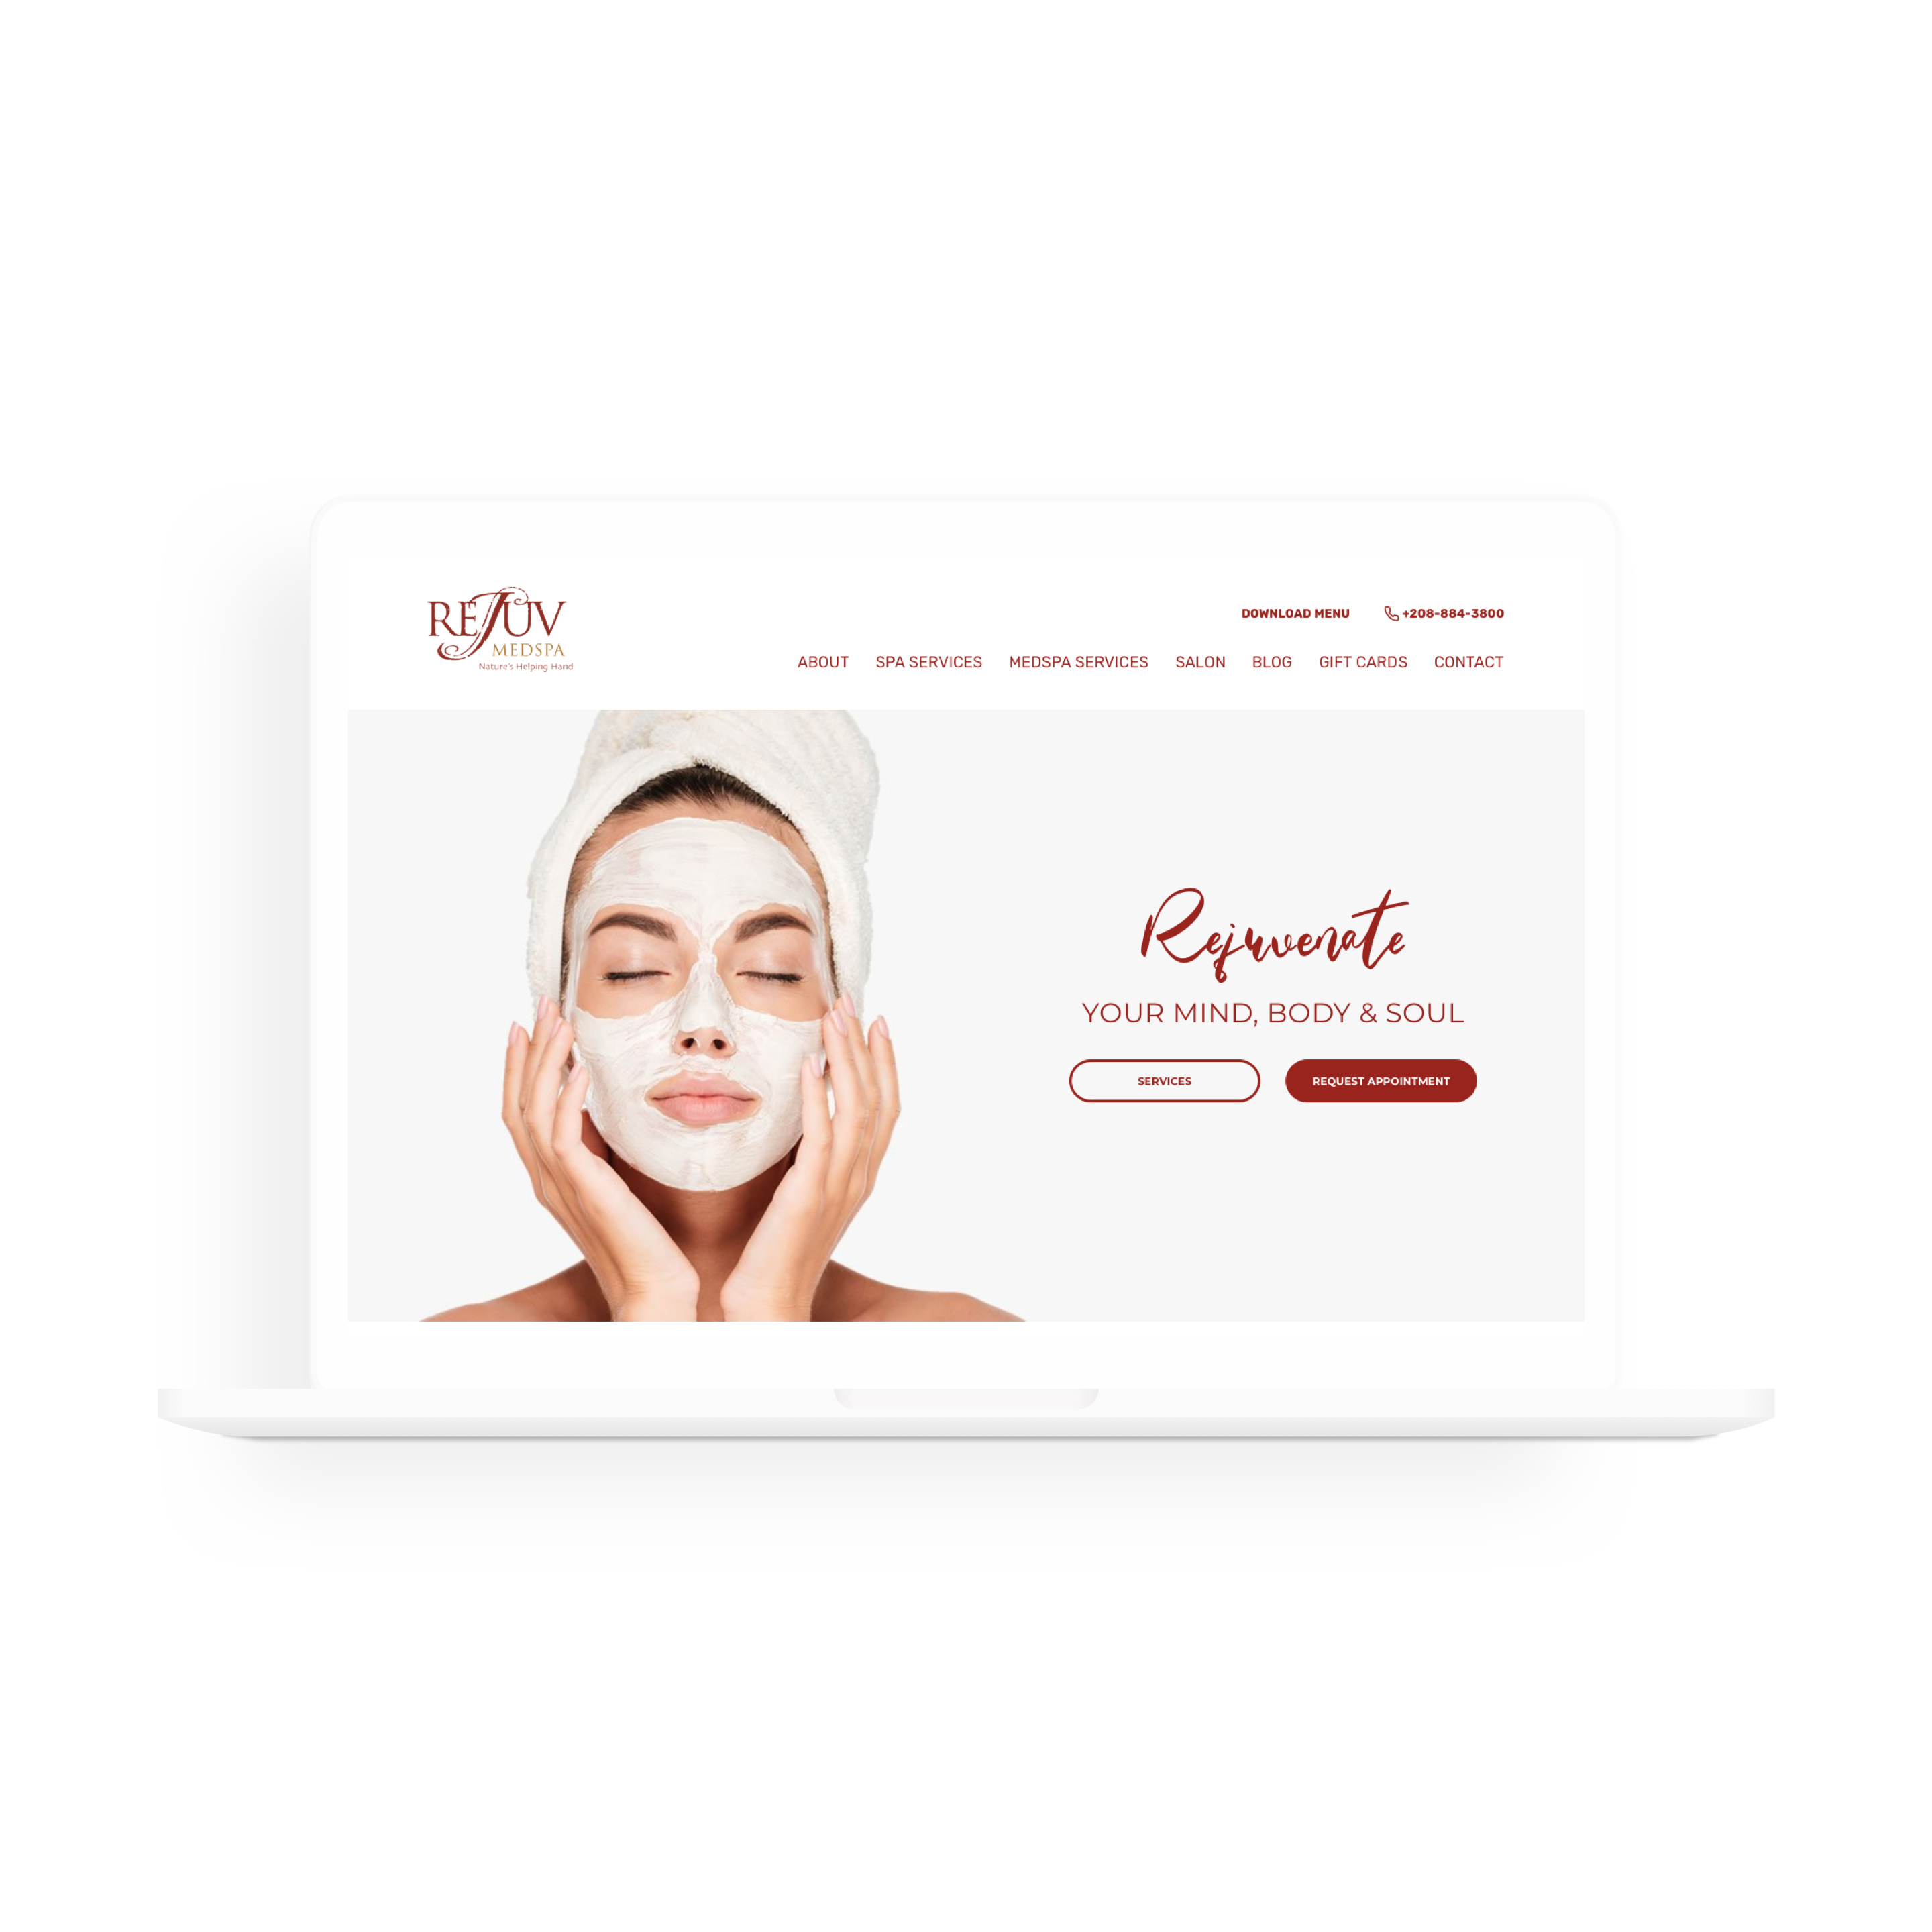 REJUV
MEDSPA
Nature's Helping Hand
DOWNLOAD MENU +208-884-3800
ABOUT SPA SERVICES MEDSPA SERVICES SALON BLOG GIFT CARDS CONTACT
Rejuvenate
YOUR MIND, BODY & SOUL
SERVICES REQUEST APPOINTMENT